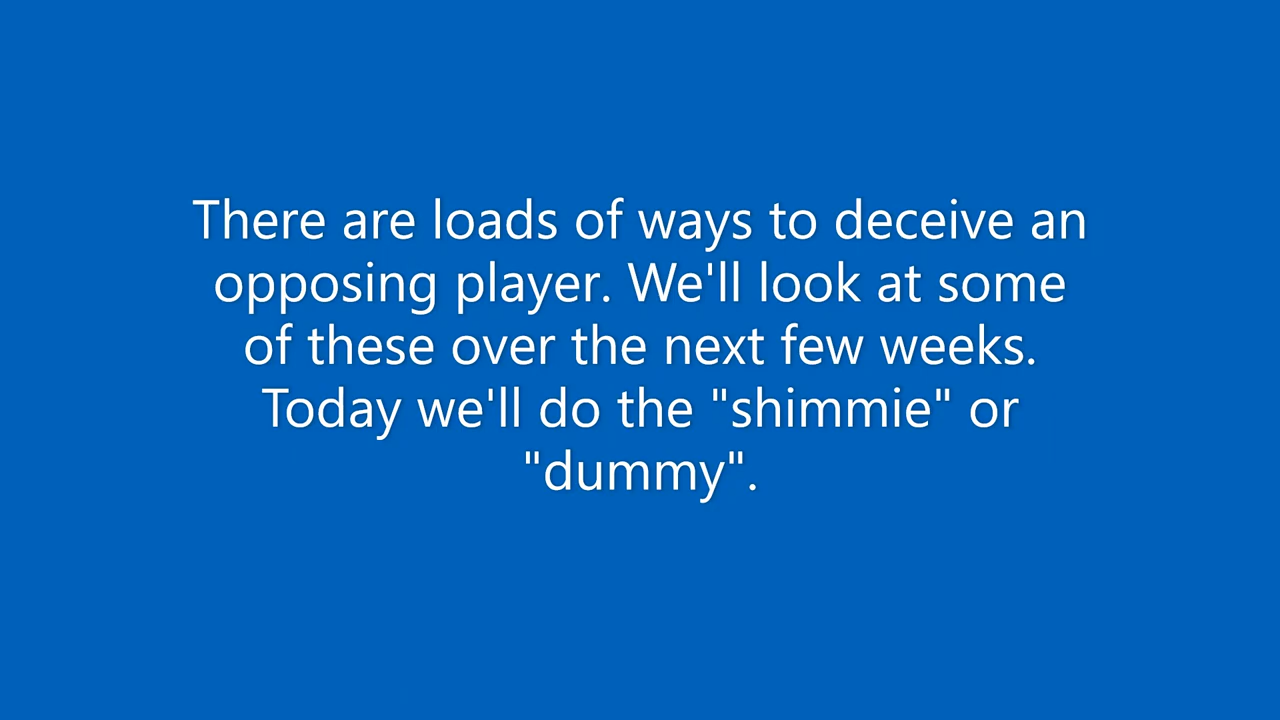 There are loads of ways to deceive an
opposing player. We'll look at some
of these over the next few weeks.
Today we'll do the "shimmie" or
"dummy".